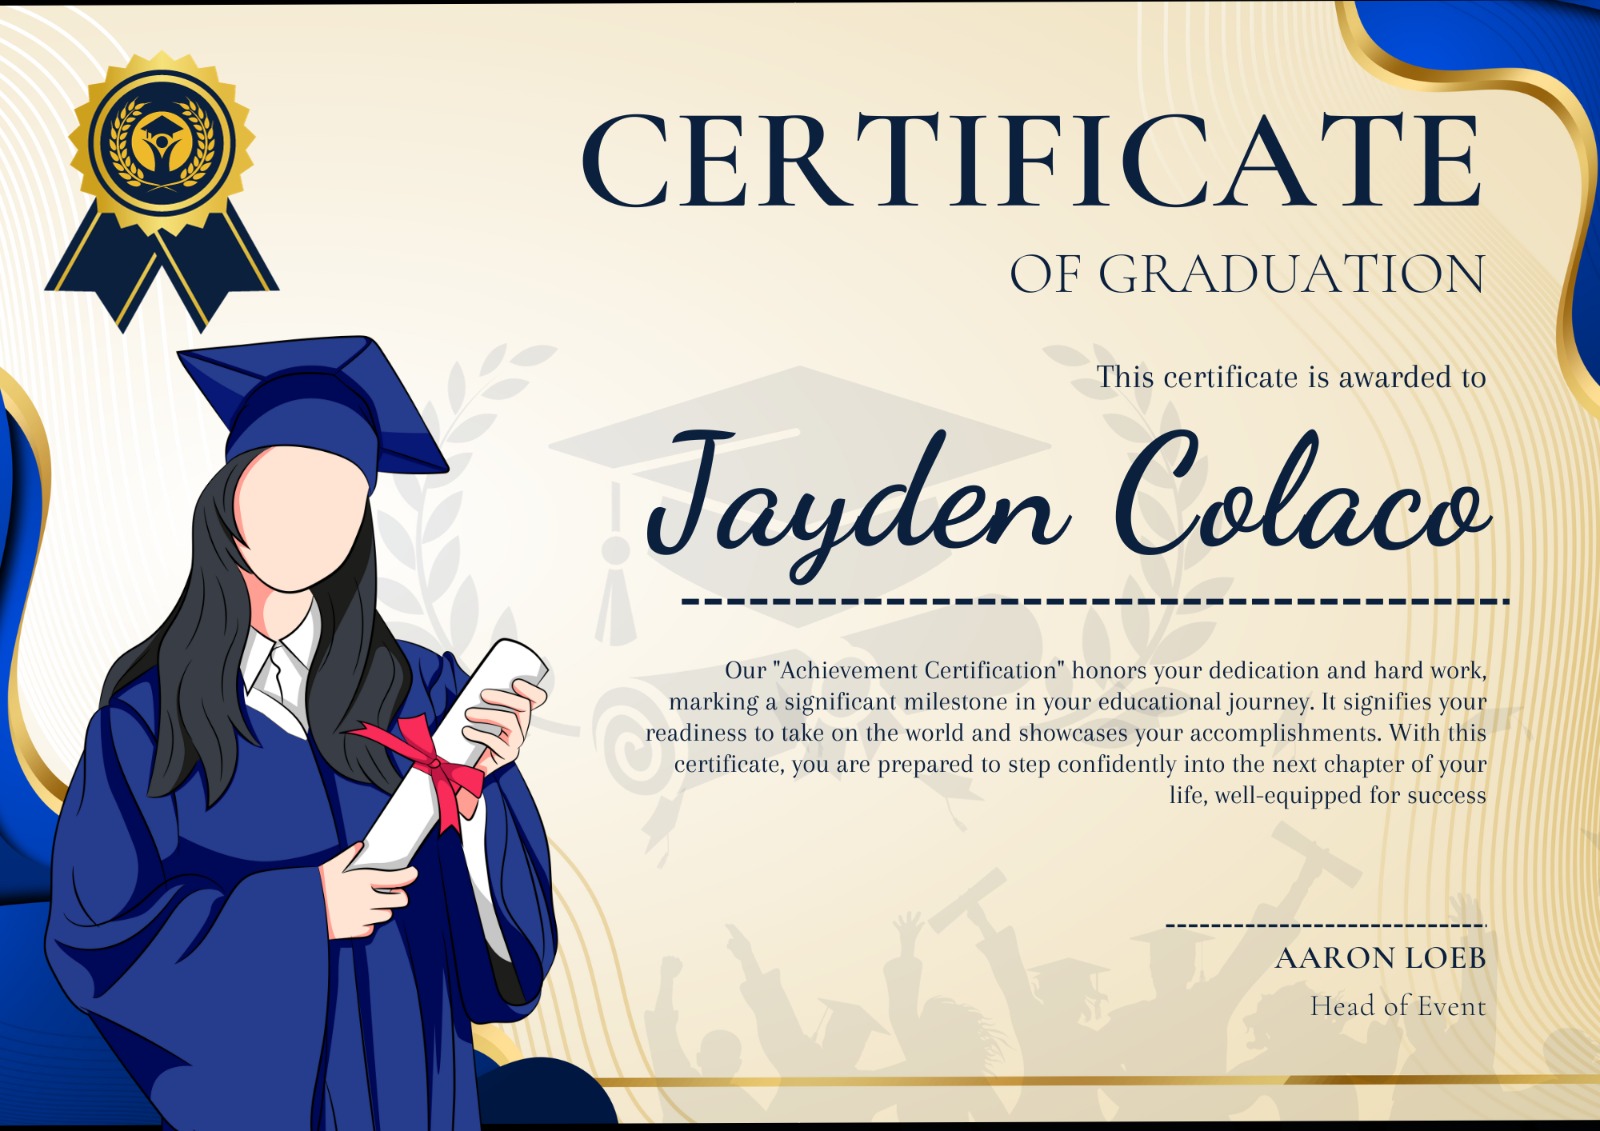 CERTIFICATE
OF GRADUATION
This certificate is awarded to
Jayden Colaco
Our "Achievement Certification" honors your dedication and hard work,
marking a significant milestone in your educational journey. It signifies your
readiness to take on the world and showcases your accomplishments. With this
certificate, you are prepared to step confidently into the next chapter of your
life, well-equipped for success
AARON LOEB
Head of Event